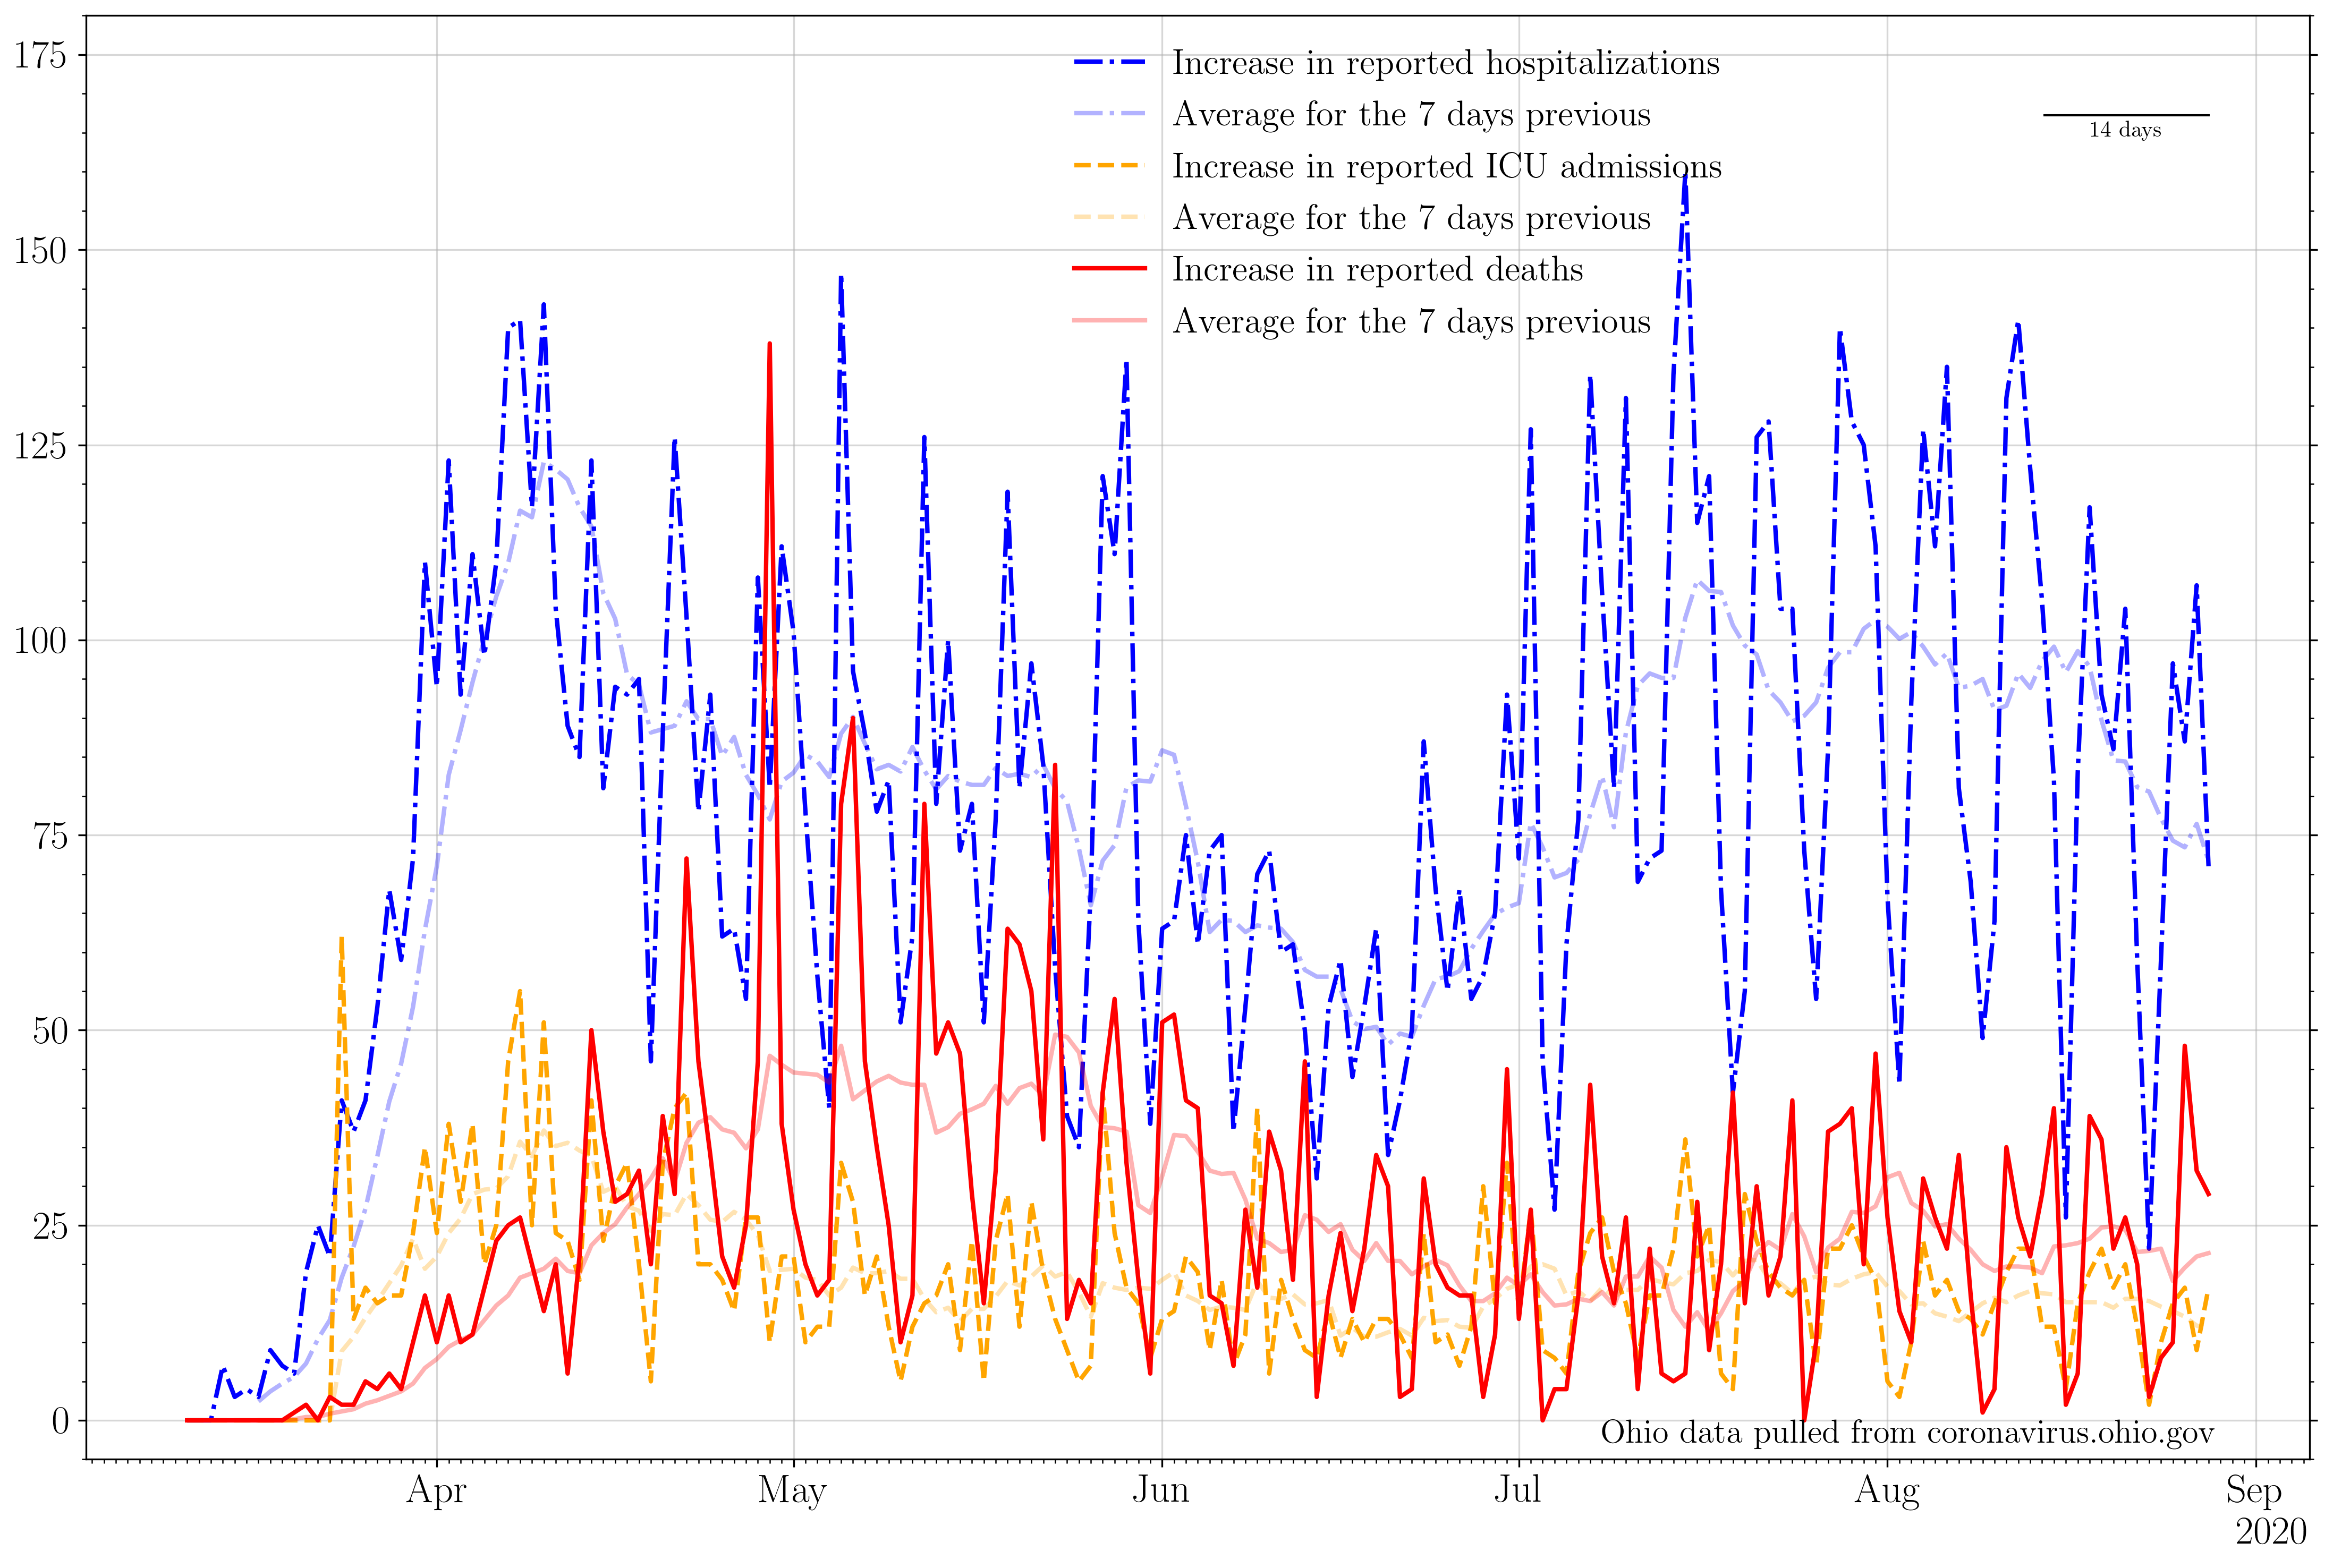 175
150
125
100
75
50
25
0
Increase in reported hospitalizations
Average for the 7 days previous
Increase in reported ICU admissions
Average for the 7 days previous
Increase in reported deaths
Average for the 7 days previous
14 days
Ohio data pulled from coronavirus.ohio.gov
Apr May Jun Jul Aug Sep
2020